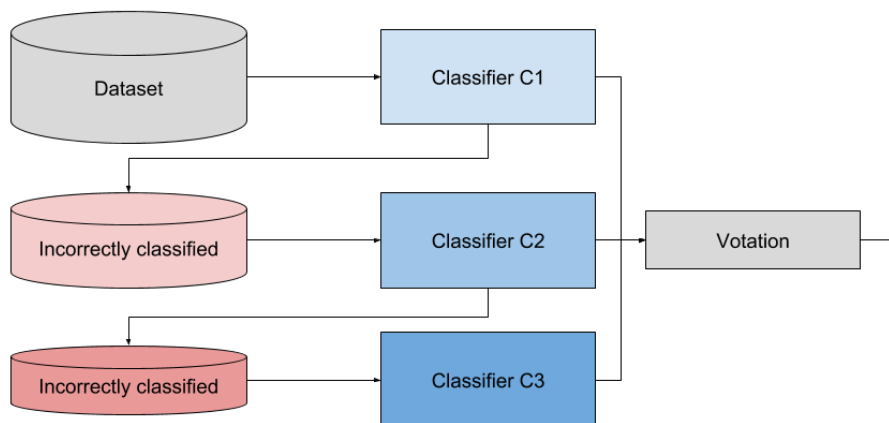 Dataset
Classifier C1
Incorrectly classified
Classifier C2
Votation
Incorrectly classified
Classifier C3